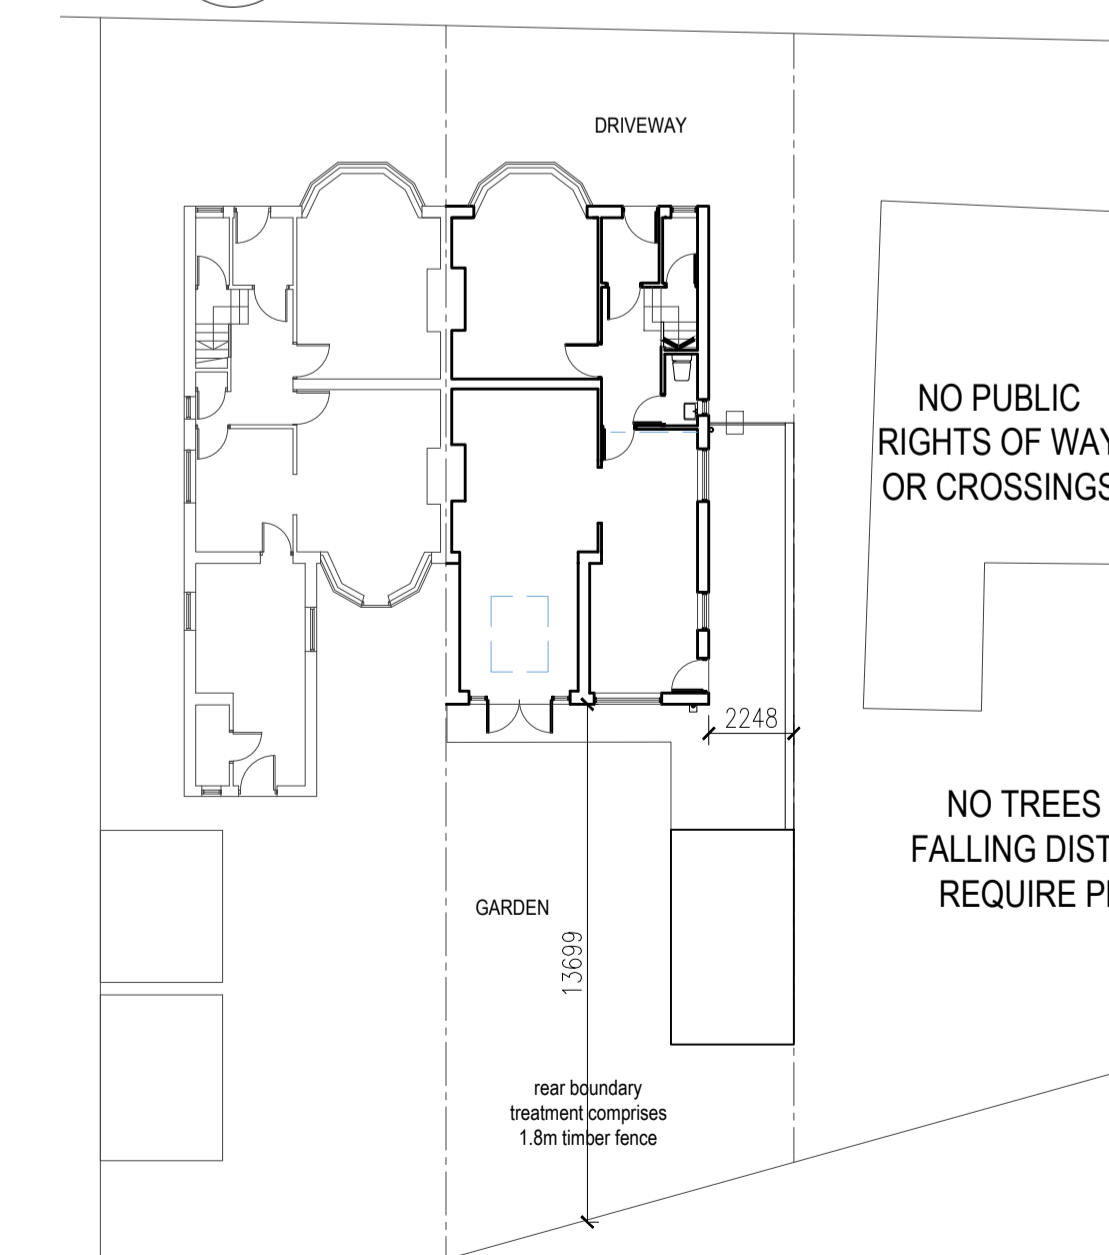 DRIVEWAY
NO PUBLIC
RIGHTS OF WAY
OR CROSSINGS
2248
NO TREES
FALLING DIST
REQUIRE
GARDEN
13699
rear boundary
treatment comprises
1.8m timber fence